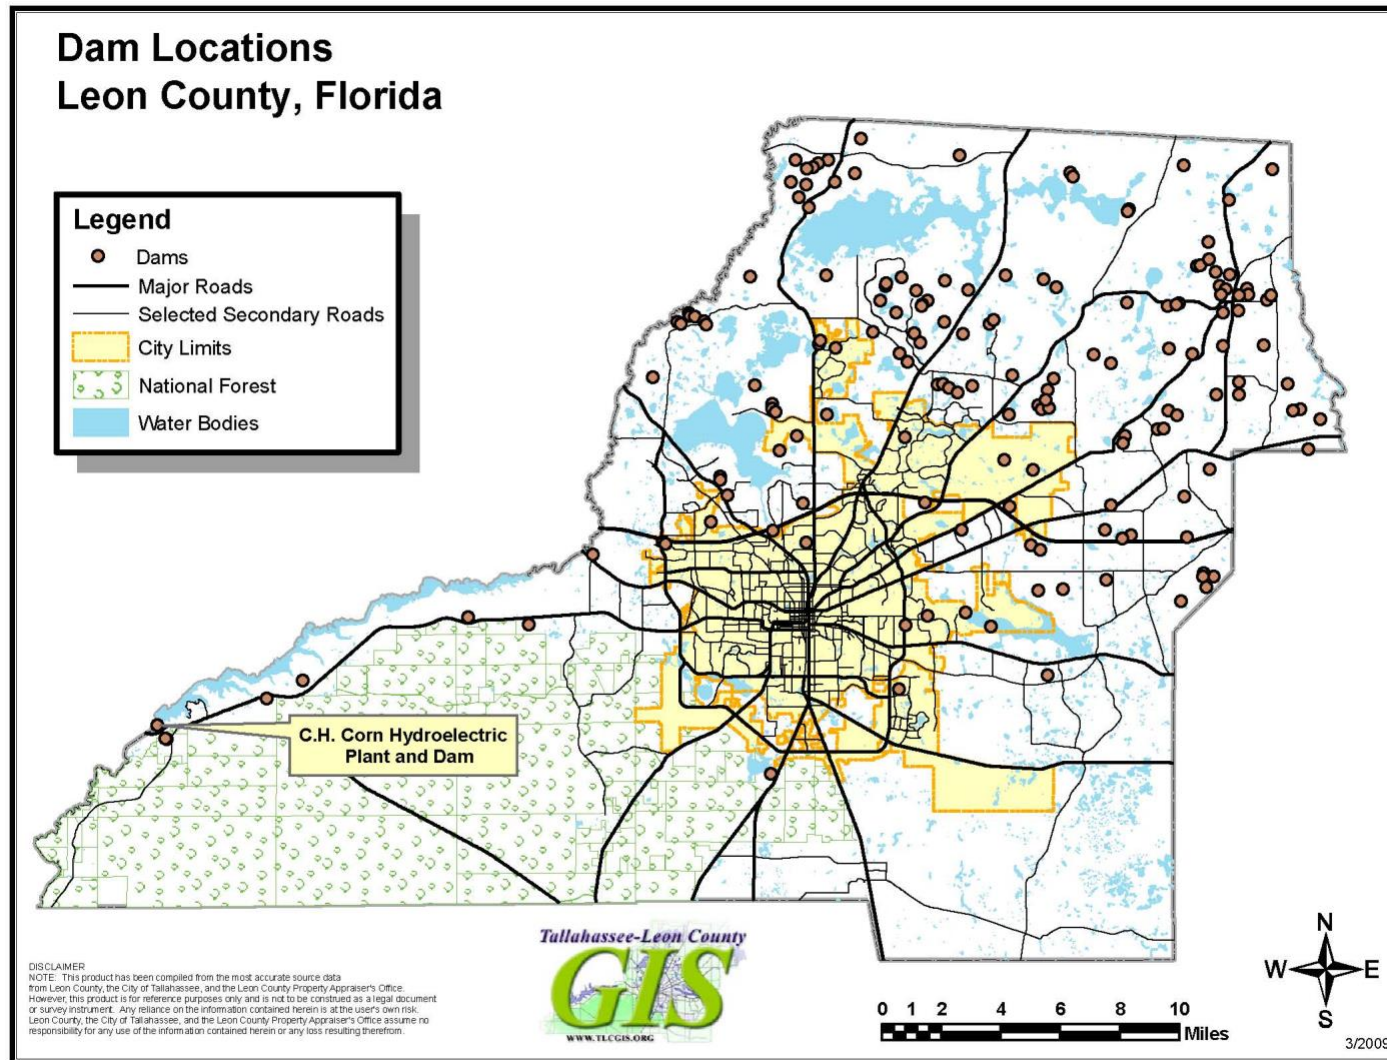 Dam Locations
Leon County, Florida
Legend
Dams
Major Roads
Selected Secondary Roads
City Limits
National Forest
Water Bodies
C.H. Corn Hydroelectric
Plant and Dam
DISCLAIMER
NOTE: This product has been compiled from the most accurate source data
from Leon County, the City of Tallahassee, and the Leon County Property Appraiser's Office.
However, this product is for reference purposes only and is not to be construed as a legal document
or survey instrument. Any reliance on the information contained herein is at the user's own risk.
Leon County, the City of Tallahassee, and the Leon County Property Appraiser's Office assume no
responsibility for any use of the information contained herein or any loss resulting therefrom.
Tallahassee-Leon County
GIS
WWW.TLCGIS.ORG
0 1 2 4 6 8 10
Miles
N
W E
S
3/2009